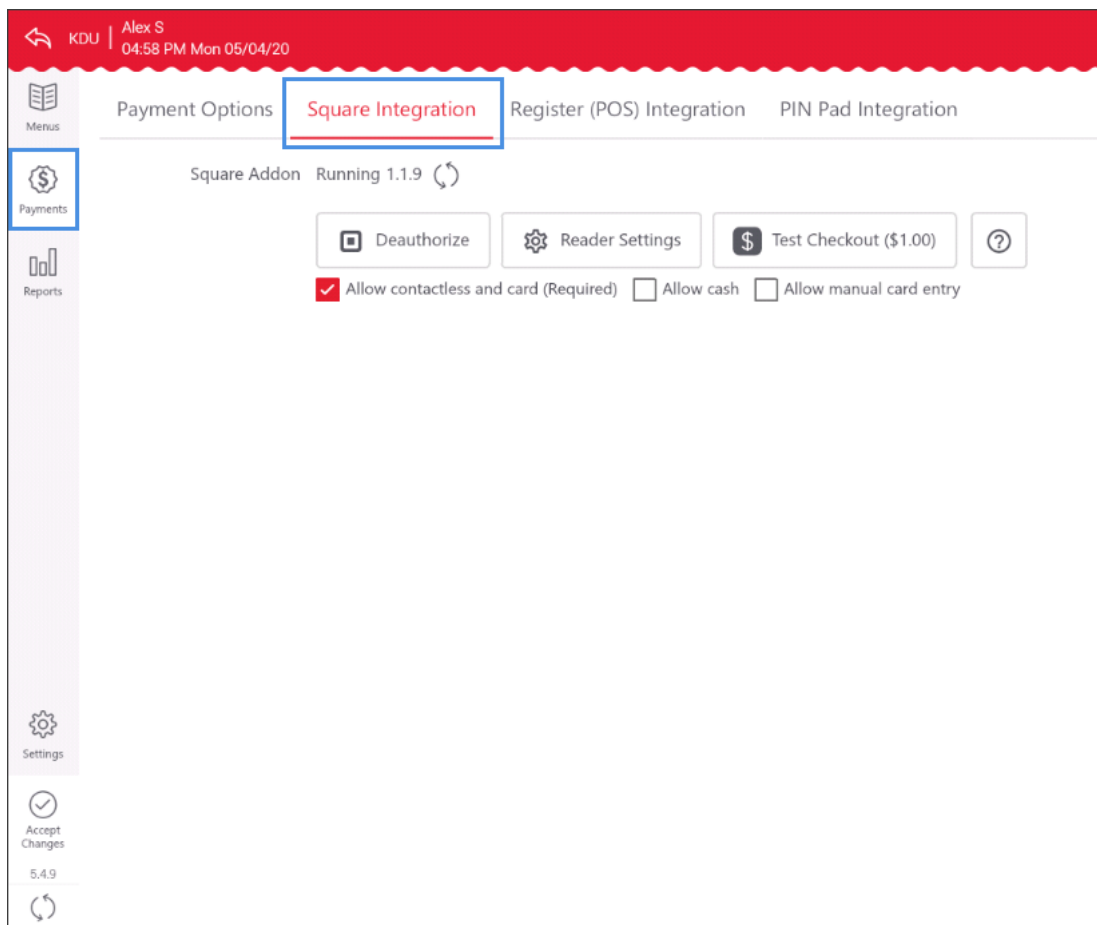 KDU
Alex S
04:58 PM Mon 05/04/20
Menus
Payments
Reports
Settings
Accept
Changes
5.4.9
Payment Options Square Integration Register (POS) Integration PIN Pad Integration
Square Addon Running 1.1.9
Deauthorize Reader Settings $ Test Checkout ($1.00) ?
Allow contactless and card (Required) Allow cash Allow manual card entry